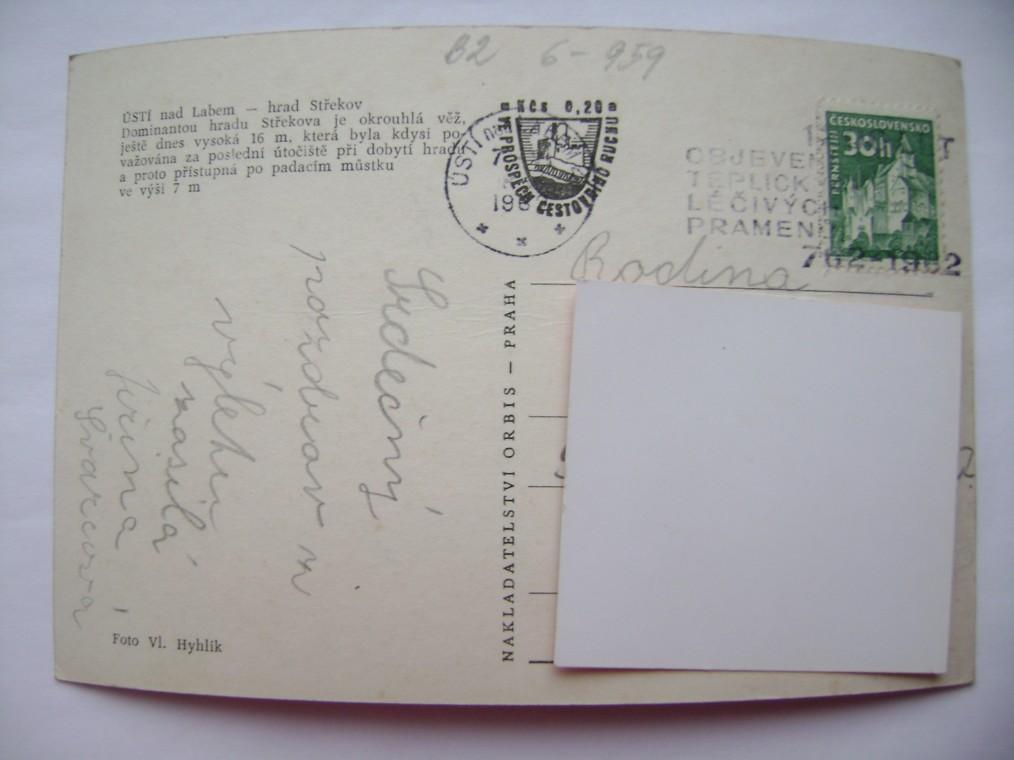 B2 6-959
ÚSTÍ nad Labem — hrad Střekov
Dominantou hradu Střekova je okrouhlá věž,
ještě dnes vysoká 16 m, která byla kdysi po-
važována za poslední útočiště při dobytí hradu
a proto přístupná po padacím můstku
ve výši 7 m
ÚSTÍ
196
Kčs 0,20
VE PROSPĚCH CESTOVNÍHO RUCHU
OBJEVEN
TEPLICK
LÉČIVÝC
PRAMEN
762-1962
ČESKOSLOVENSKO
30h
PERNŠTEJN
Rodina
Srdečný
pozdrav z
výletu
zasílá
Jiřina
Švarcová
NAKLADATELSTVÍ ORBIS — PRAHA
Foto Vl. Hyhlík